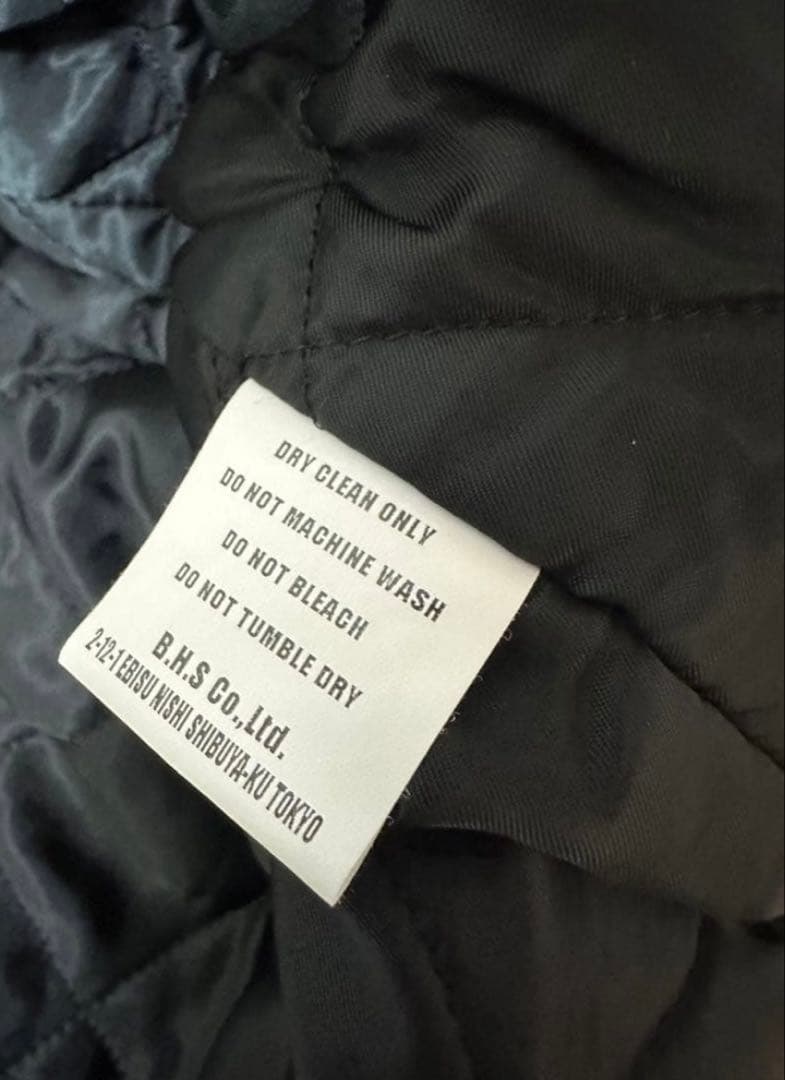 DRY CLEAN ONLY
DO NOT MACHINE WASH
DO NOT BLEACH
DO NOT TUMBLE DRY
B.H.S Co.,Ltd.
2-12-1 EBISU NISHI SHIBUYA-KU TOKYO